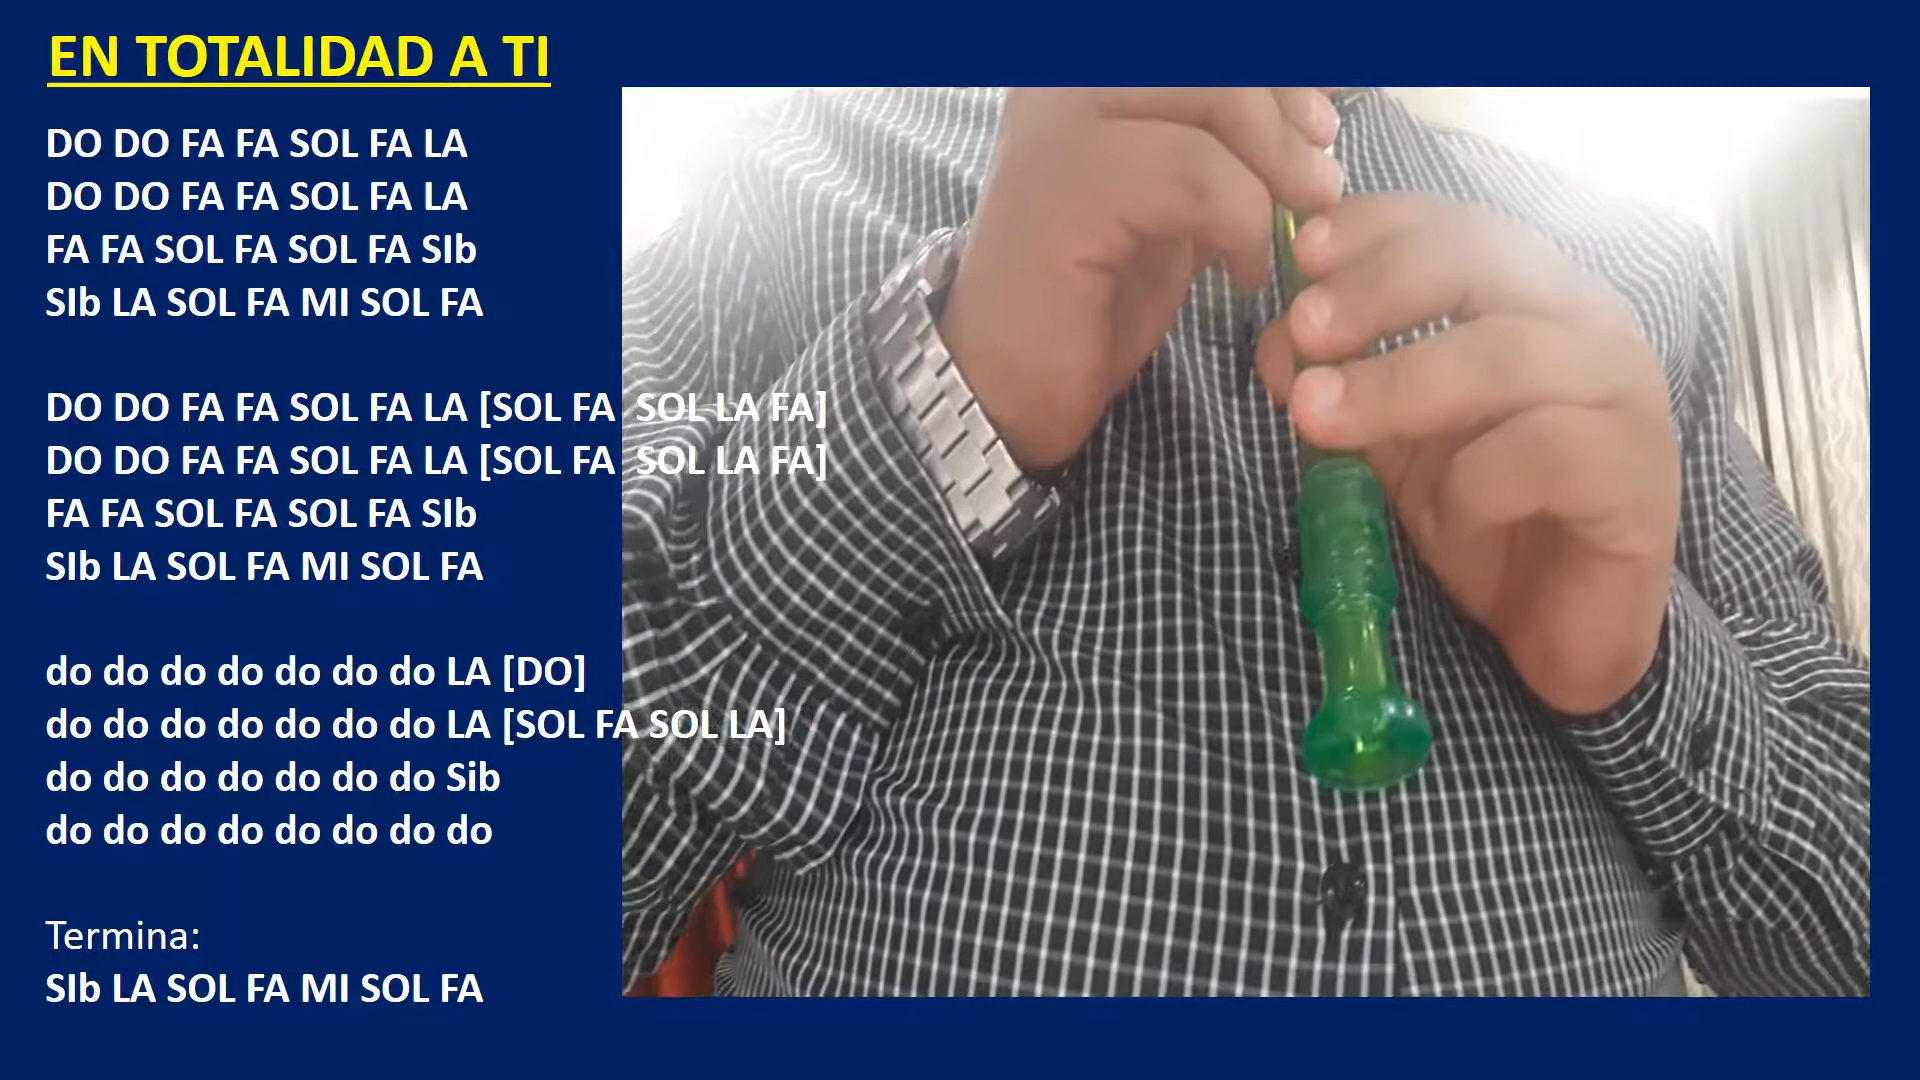 EN TOTALIDAD A TI
DO DO FA FA SOL FA LA
DO DO FA FA SOL FA LA
FA FA SOL FA SOL FA SIb
SIb LA SOL FA MI SOL FA
DO DO FA FA SOL FA LA [SOL FA  SOL LA FA]
DO DO FA FA SOL FA LA [SOL FA  SOL LA FA]
FA FA SOL FA SOL FA SIb
SIb LA SOL FA MI SOL FA
do do do do do do do LA [DO]
do do do do do do do LA [SOL FA SOL LA]
do do do do do do do Sib
do do do do do do do do
Termina:
SIb LA SOL FA MI SOL FA